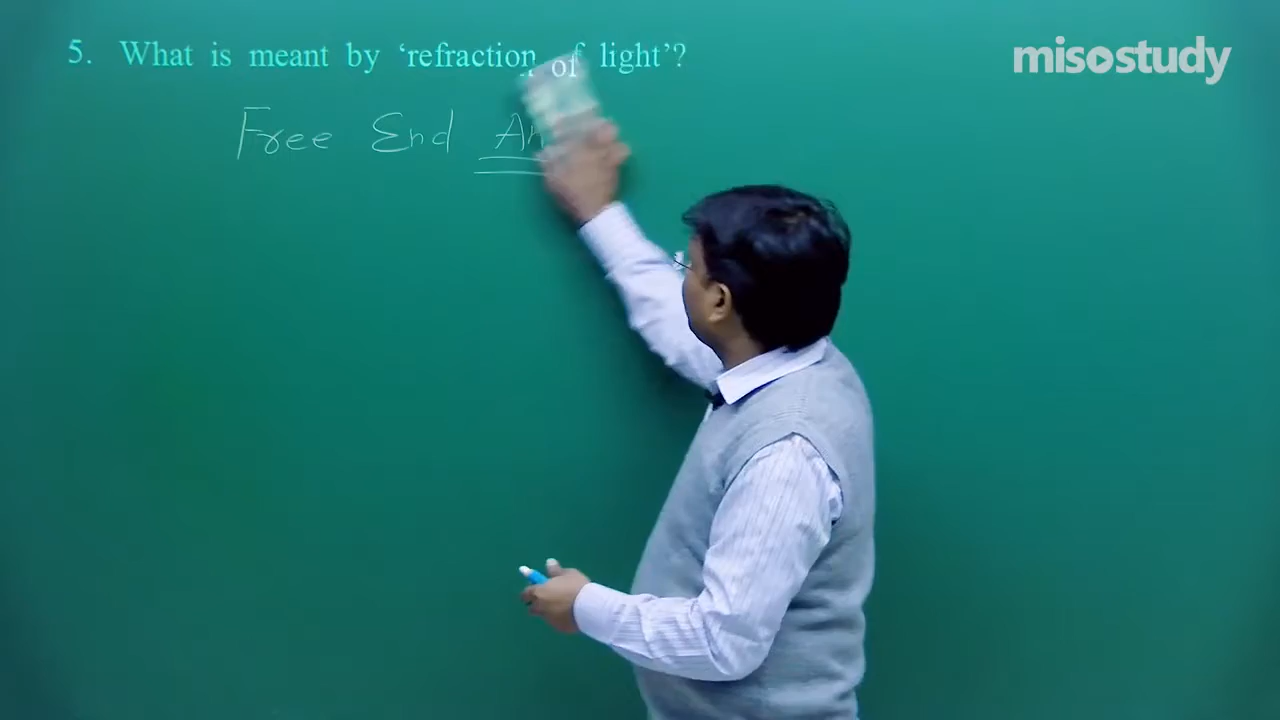 5. What is meant by ‘refraction of light’?
misostudy
Free End